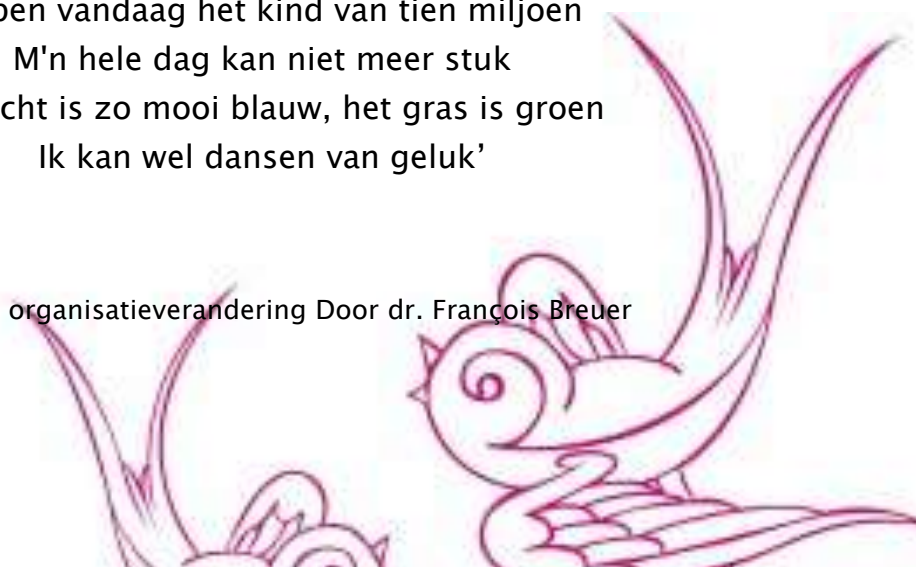 ben vandaag het kind van tien miljoen
M'n hele dag kan niet meer stuk
cht is zo mooi blauw, het gras is groen
Ik kan wel dansen van geluk’
organisatieverandering Door dr. François Breuer